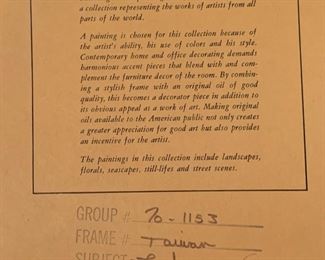 a collection representing the works of artists from all
parts of the world.
A painting is chosen for this collection because of
the artist's ability, his use of colors and his style.
Contemporary home and office decorating demands
harmonious accent pieces that blend with and com-
plement the furniture decor of the room. By combin-
ing a stylish frame with an original oil of good
quality, this becomes a decorator piece in addition to
its obvious appeal as a work of art. Making original
oils available to the American public not only creates
a greater appreciation for good art but also provides
an incentive for the artist.
The paintings in this collection include landscapes,
florals, seascapes, still-lifes and street scenes.
GROUP # 70-1153
FRAME # Taiwan
SUBJECT